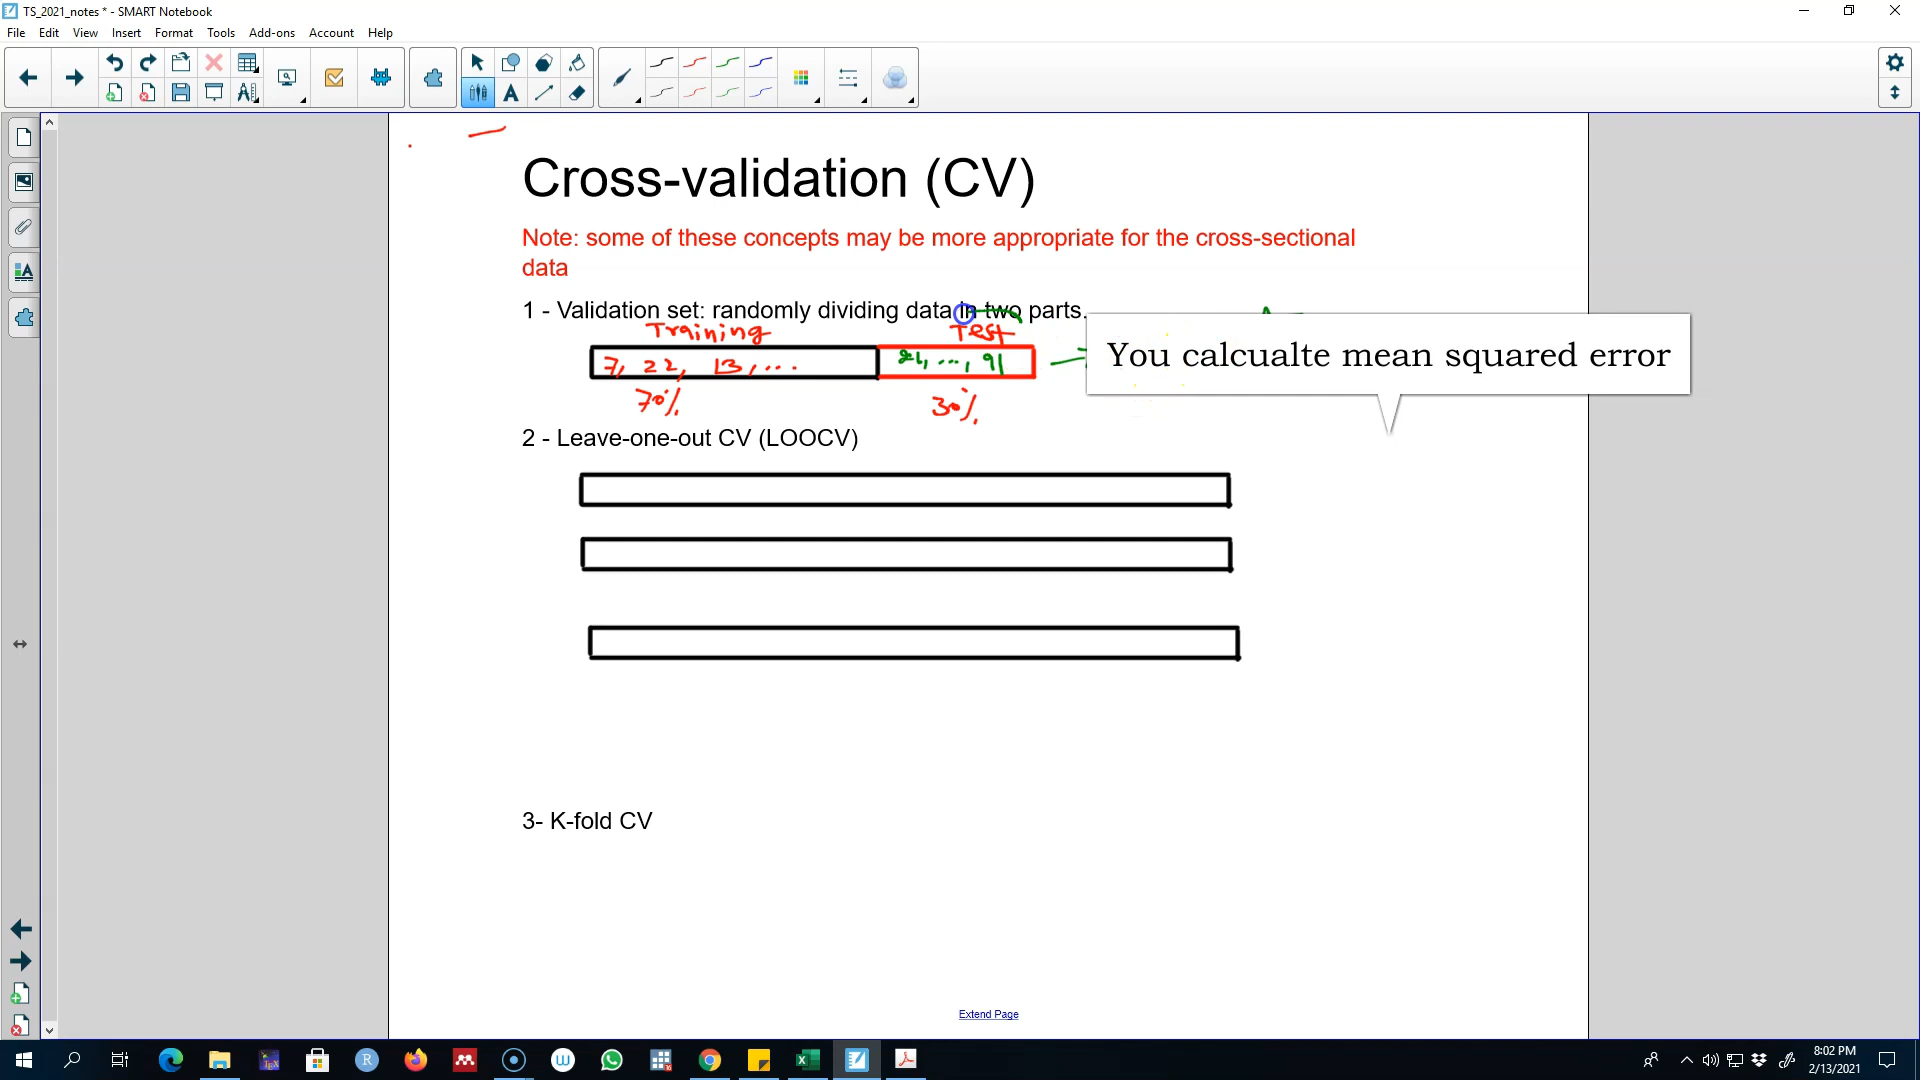 TS_2021_notes * - SMART Notebook
File Edit View Insert Format Tools Add-ons Account Help
Cross-validation (CV)
Note: some of these concepts may be more appropriate for the cross-sectional
data
1 - Validation set: randomly dividing data in two parts.
Training Test
7, 22, 13, ... 21, ..., 91
70% 30%
You calcualte mean squared error
2 - Leave-one-out CV (LOOCV)
3- K-fold CV
Extend Page
8:02 PM
2/13/2021